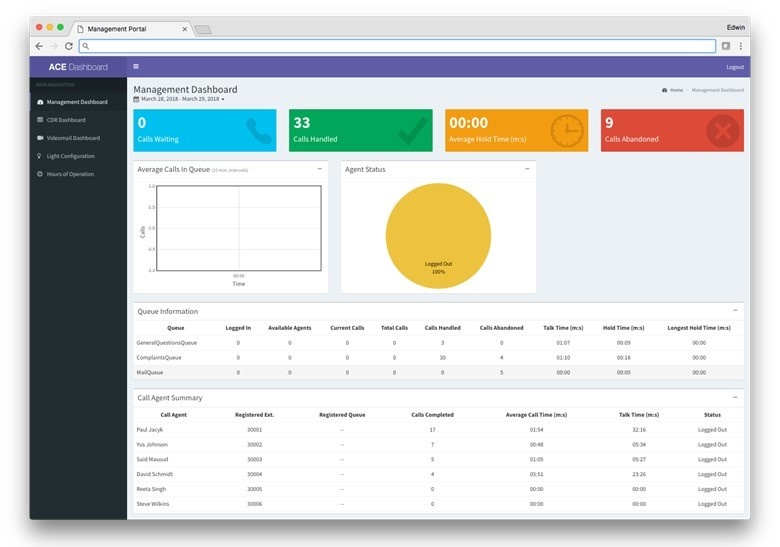 Management Portal
Edwin
ACE Dashboard
Logout
MAIN NAVIGATION
Management Dashboard
CDR Dashboard
Videomail Dashboard
Light Configuration
Hours of Operation
Management Dashboard
March 28, 2018 - March 29, 2018
Home > Management Dashboard
0
Calls Waiting
33
Calls Handled
00:00
Average Hold Time (m:s)
9
Calls Abandoned
Average Calls in Queue
Agent Status
1.0
0.5
0.0
-0.5
-1.0
Calls
00:00
Time
Logged Out
100%
Queue Information
Queue Logged In Available Agents Current Calls Total Calls Calls Handled Calls Abandoned Talk Time (m:s) Hold Time (m:s) Longest Hold Time (m:s)
GeneralQuestionsQueue 0 0 0 0 3 0 01:07 00:09 00:00
ComplaintsQueue 0 0 0 0 30 4 01:10 00:18 00:00
MailQueue 0 0 0 0 0 5 00:00 00:00 00:00
Call Agent Summary
Call Agent Registered Ext. Registered Queue Calls Completed Average Call Time (m:s) Talk Time (m:s) Status
Paul Jacyk 30001 -- 17 01:54 32:16 Logged Out
Yus Johnson 30002 -- 7 00:48 05:34 Logged Out
Said Masoud 30003 -- 5 01:05 05:27 Logged Out
David Schmidt 30004 -- 4 05:51 23:26 Logged Out
Reeta Singh 30005 -- 0 00:00 00:00 Logged Out
Steve Wilkins 30006 -- 0 00:00 00:00 Logged Out